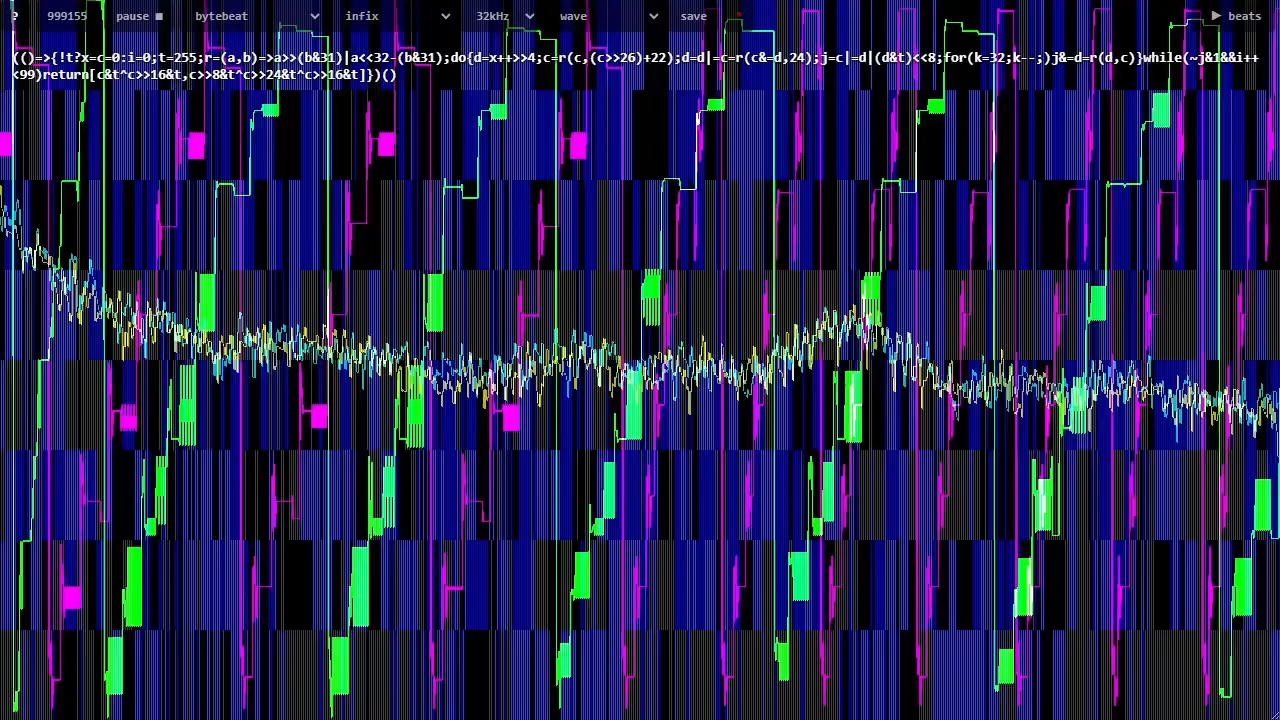 ? 999155 pause ■ bytebeat infix 32kHz wave save ▶ beats
(()=>{!t?x=c=0:i=0;t=255;r=(a,b)=>a>>(b&31)|a<<32-(b&31);do{d=x++>>4;c=r(c,(c>>26)+22);d=d|-c=r(c&-d,24);j=c|-d|(d&t)<<8;for(k=32;k--;)j&=d=r(d,c)}while(~j&1&&i++
<99)return[c&t^c>>16&t,c>>8&t^c>>24&t^c>>16&t]})()